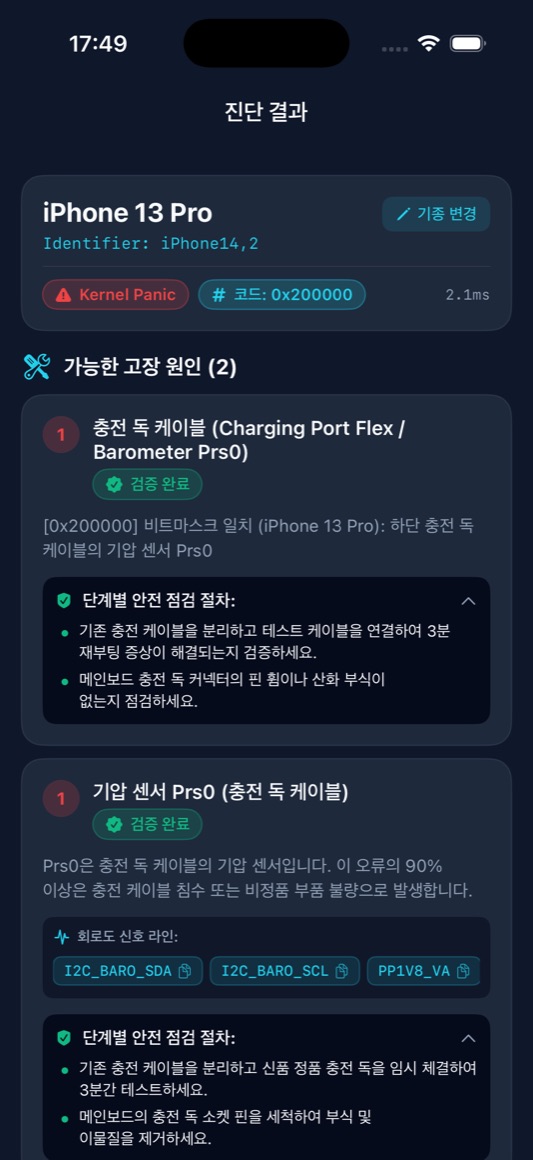 17:49
진단 결과
iPhone 13 Pro
기종 변경
Identifier: iPhone14,2
Kernel Panic
# 코드: 0x200000
2.1ms
가능한 고장 원인 (2)
1
충전 독 케이블 (Charging Port Flex /
Barometer Prs0)
검증 완료
[0x200000] 비트마스크 일치 (iPhone 13 Pro): 하단 충전 독
케이블의 기압 센서 Prs0
단계별 안전 점검 절차:
기존 충전 케이블을 분리하고 테스트 케이블을 연결하여 3분
재부팅 증상이 해결되는지 검증하세요.
메인보드 충전 독 커넥터의 핀 휨이나 산화 부식이
없는지 점검하세요.
1
기압 센서 Prs0 (충전 독 케이블)
검증 완료
Prs0은 충전 독 케이블의 기압 센서입니다. 이 오류의 90%
이상은 충전 케이블 침수 또는 비정품 부품 불량으로 발생합니다.
회로도 신호 라인:
I2C_BARO_SDA
I2C_BARO_SCL
PP1V8_VA
단계별 안전 점검 절차:
기존 충전 케이블을 분리하고 신품 정품 충전 독을 임시 체결하여
3분간 테스트하세요.
메인보드의 충전 독 소켓 핀을 세척하여 부식 및
이물질을 제거하세요.